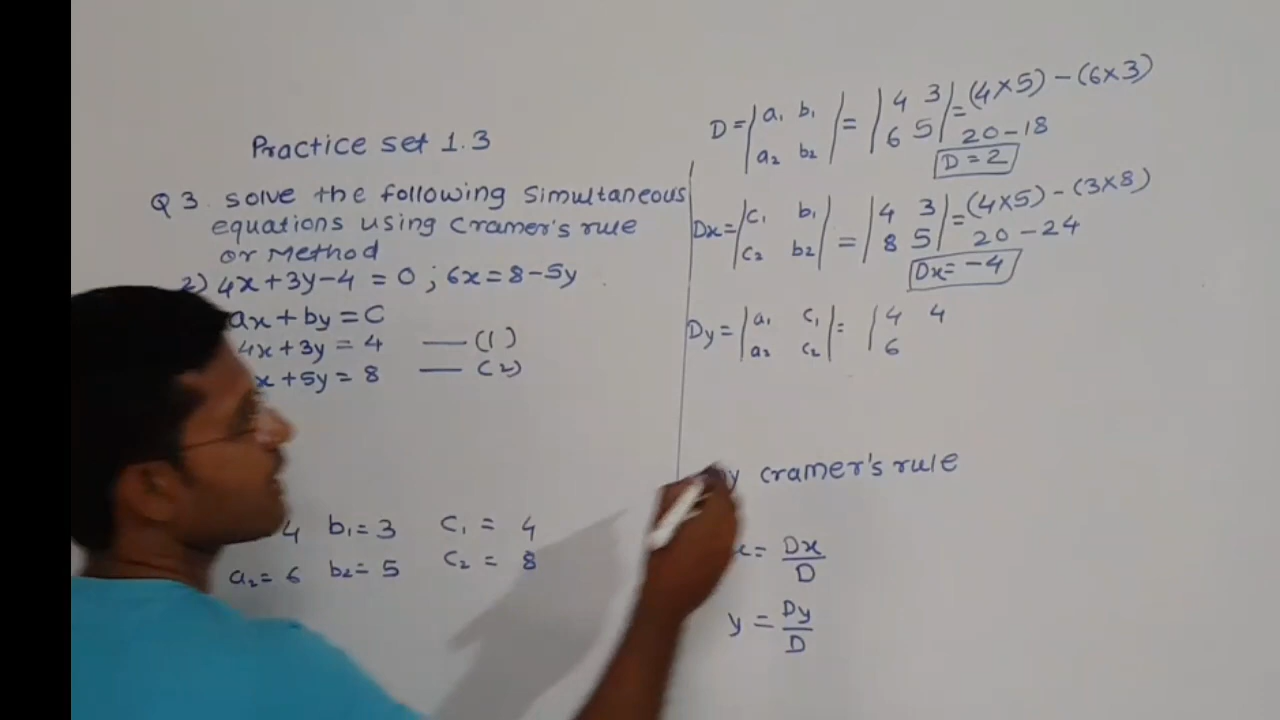 Practice set 1.3
Q 3. solve the following simultaneous
equations using Cramer's rule
or Method
2) 4x+3y-4 = 0 ; 6x = 8-5y
ax + by = C
4x + 3y = 4 — (1)
x + 5y = 8 — (2)
4 b₁ = 3 c₁ = 4
a₂ = 6 b₂ = 5 c₂ = 8
D = |a₁ b₁| = |4 3| = (4×5) - (6×3)
|a₂ b₂| |6 5| 20-18
D = 2
Dx = |c₁ b₁| = |4 3| = (4×5) - (3×8)
|c₂ b₂| |8 5| 20-24
Dx = -4
Dy = |a₁ c₁| = |4 4
|a₂ c₂| |6
y cramer's rule
x = Dx/D
y = Dy/D